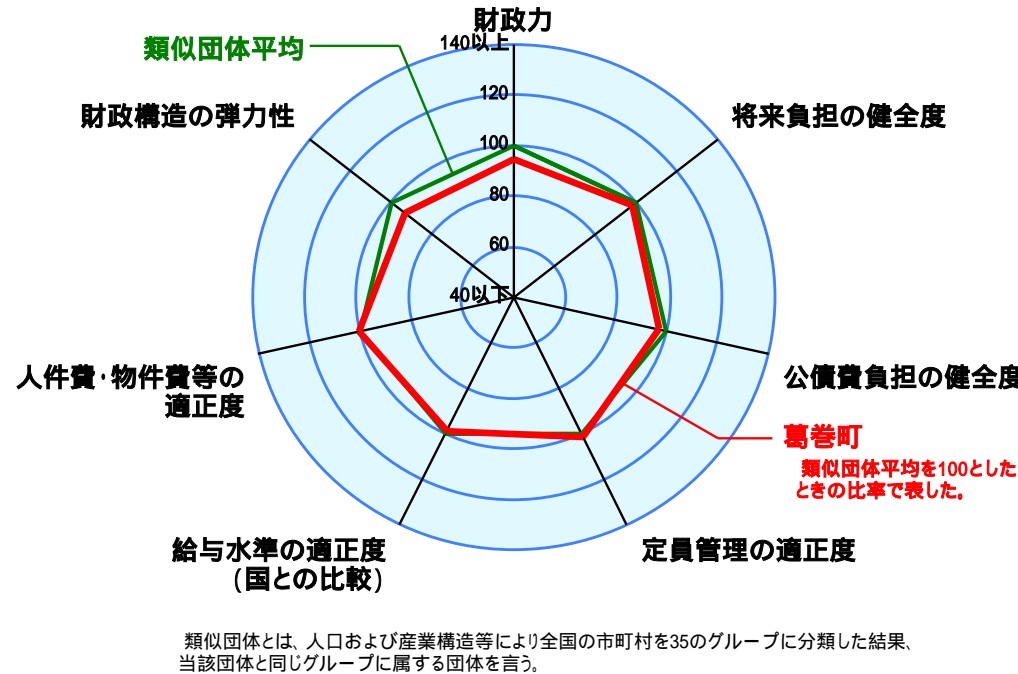 財政力
140以上
類似団体平均
120
財政構造の弾力性
将来負担の健全度
100
80
60
40以下
人件費・物件費等の
適正度
公債費負担の健全度
葛巻町
類似団体平均を100とした
ときの比率で表した。
給与水準の適正度
(国との比較)
定員管理の適正度
類似団体とは、人口および産業構造等により全国の市町村を35のグループに分類した結果、
当該団体と同じグループに属する団体を言う。